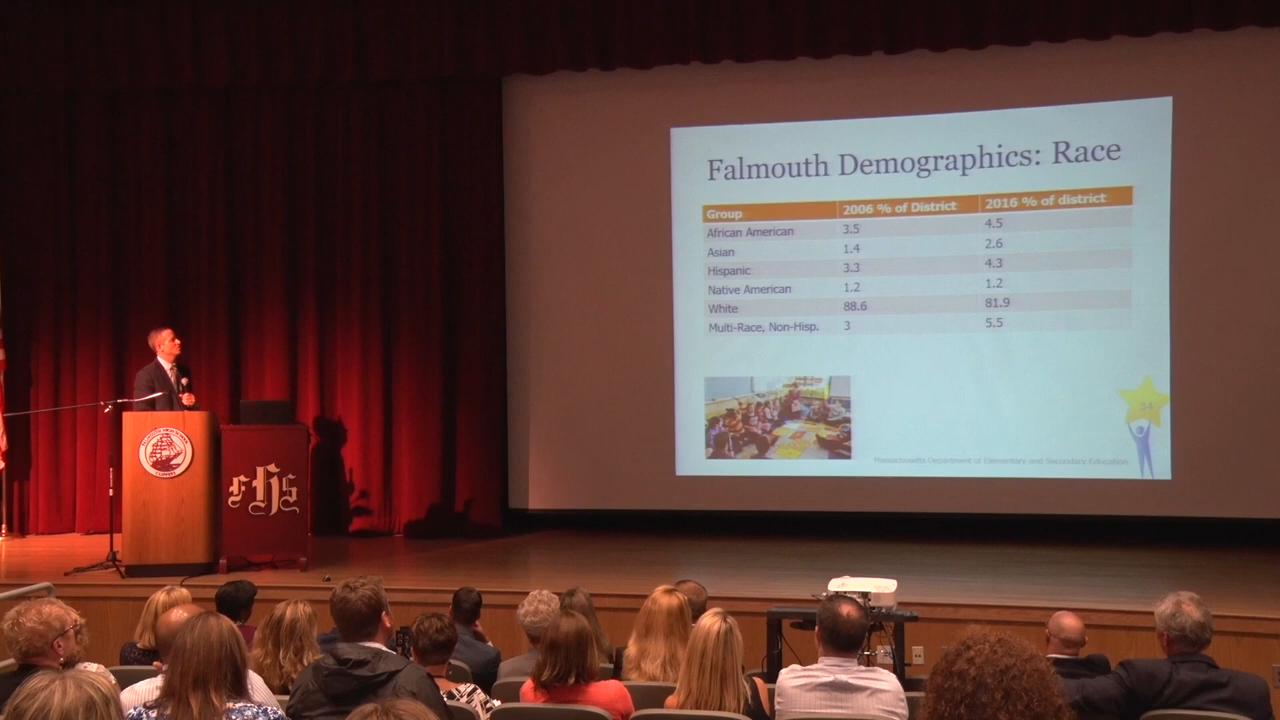 Falmouth Demographics: Race
Group 2006 % of District 2016 % of district
African American 3.5 4.5
Asian 1.4 2.6
Hispanic 3.3 4.3
Native American 1.2 1.2
White 88.6 81.9
Multi-Race, Non-Hisp. 3 5.5
34
Massachusetts Department of Elementary and Secondary Education
FHS